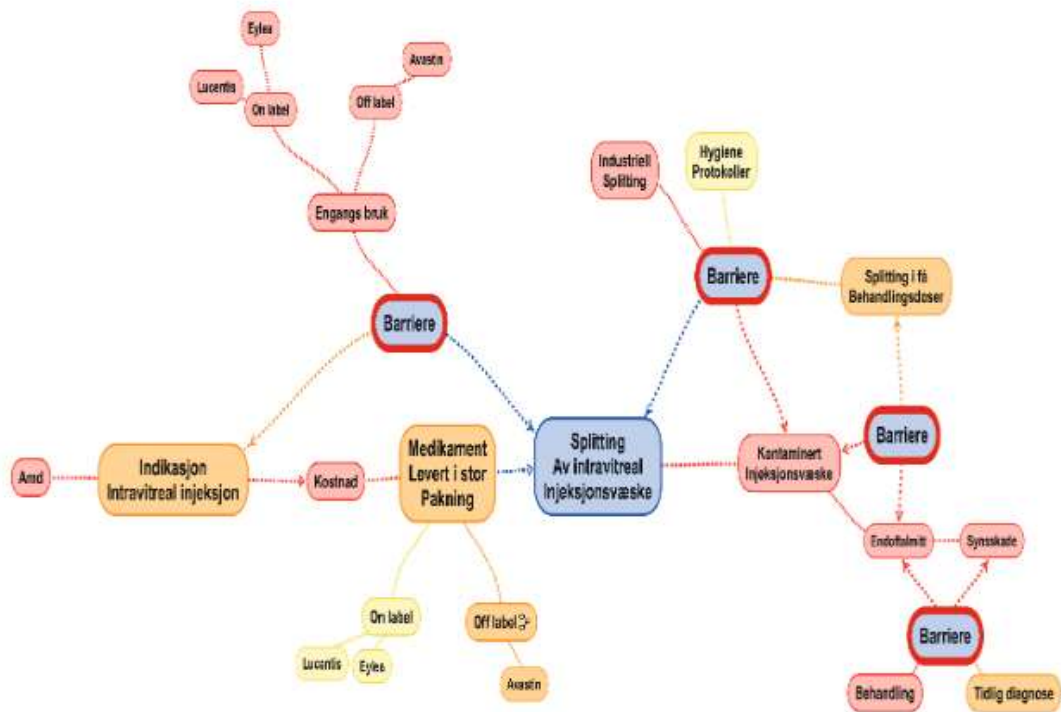 Eylea
Avastin
Lucentis
On label
Off label
Engangs bruk
Barriere
Industriell
Splitting
Hygiene
Protokoller
Barriere
Splitting i få
Behandlingsdoser
Barriere
Amd
Indikasjon
Intravitreal injeksjon
Kostnad
Medikament
Levert i stor
Pakning
Splitting
Av intravitreal
Injeksjonsvæske
Kontaminert
Injeksjonsvæske
Endoftalmitt
Synsskade
On label
Off label
Lucentis
Eylea
Avastin
Barriere
Behandling
Tidlig diagnose